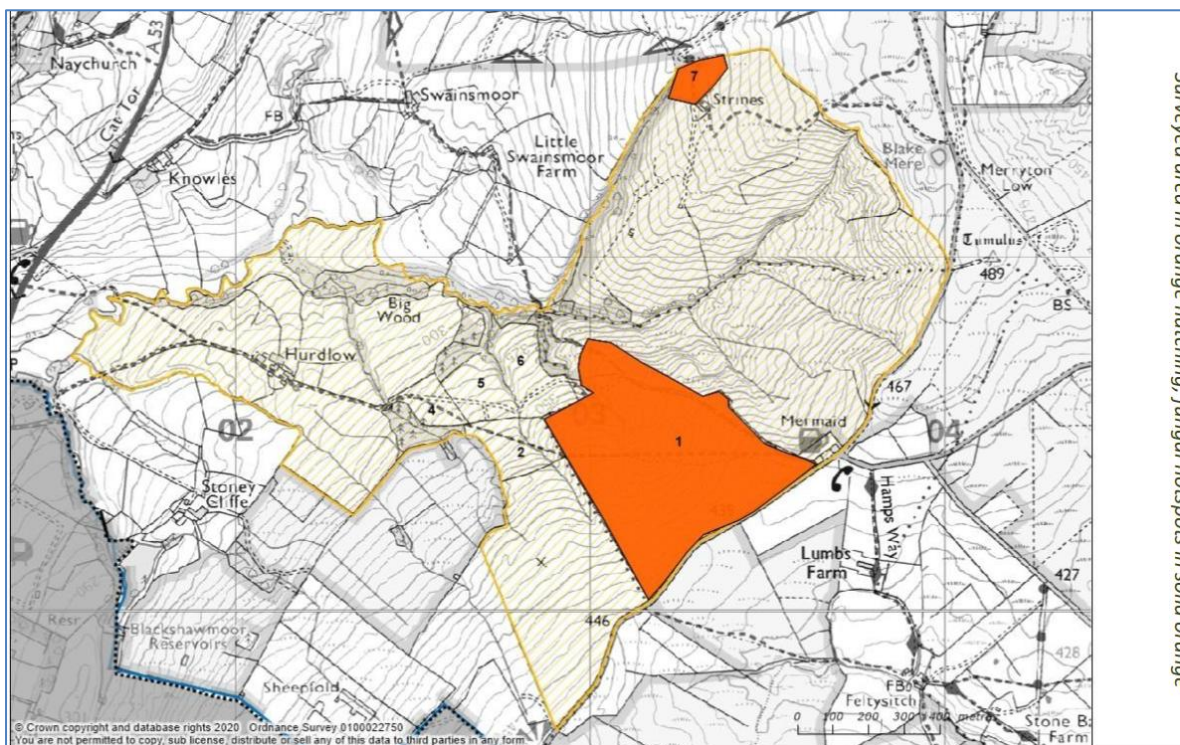 Naychurch
A 53
Cat Tor
FB
Swainsmoor
Knowles
Little
Swainsmoor
Farm
7
Strines
Blake
Mere
Merryton
Low
Tumulus
489
BS
Big
Wood
300
Hurdlow
6
5
4
2
02
03
1
467
Mermaid
04
439
Stoney
Cliffe
Hamps Way
Lumbs
Farm
427
290
Resr
Blackshawmoor
Reservoirs
446
428
Sheepfold
FB
Feltysitch
0 100 200 300 400 metres
Stone Ba
Farm
© Crown copyright and database rights 2020 Ordnance Survey 0100022750
You are not permitted to copy, sub license, distribute or sell any of this data to third parties in any form
Surveyed area in orange hatching, fungal hotspots in solid orange